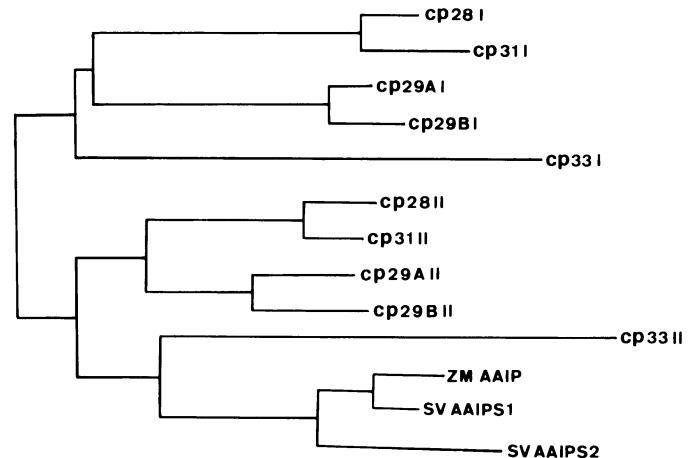 cp28 I
cp31 I
cp29A I
cp29B I
cp33 I
cp28 II
cp31 II
cp29A II
cp29B II
cp33 II
ZM AAIP
SV AAIPS1
SV AAIPS2